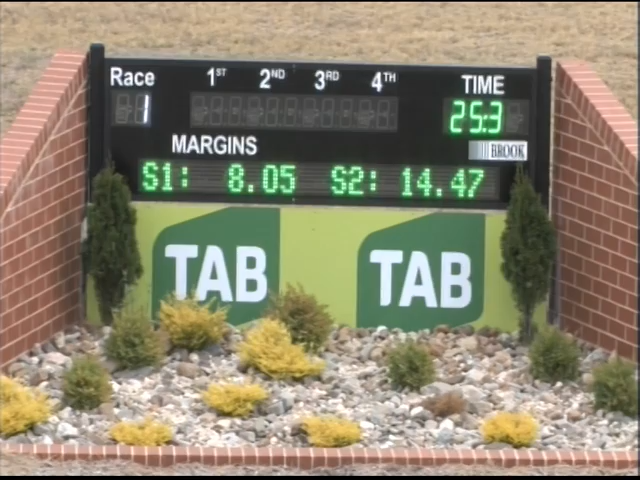 Race 1ST 2ND 3RD 4TH TIME
1 25:3
MARGINS BROOK
S1: 8.05 S2: 14.47
TAB TAB